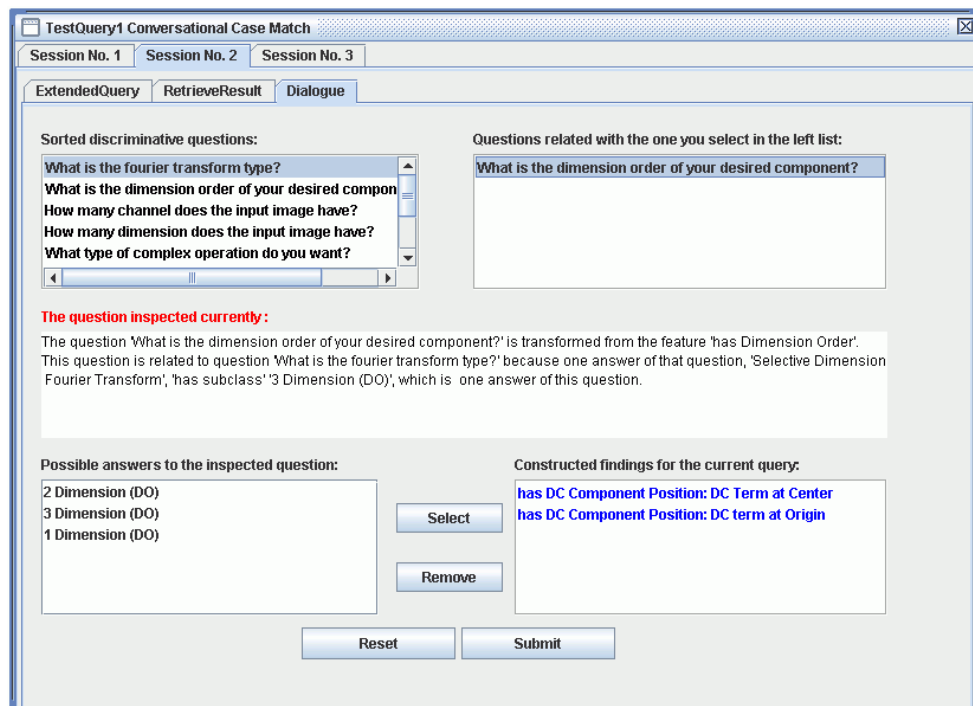 TestQuery1 Conversational Case Match
Session No. 1 Session No. 2 Session No. 3
ExtendedQuery RetrieveResult Dialogue
Sorted discriminative questions: Questions related with the one you select in the left list:
What is the fourier transform type? What is the dimension order of your desired component?
What is the dimension order of your desired compon
How many channel does the input image have?
How many dimension does the input image have?
What type of complex operation do you want?
The question inspected currently :
The question 'What is the dimension order of your desired component?' is transformed from the feature 'has Dimension Order'.
This question is related to question 'What is the fourier transform type?' because one answer of that question, 'Selective Dimension
Fourier Transform', 'has subclass' '3 Dimension (DO)', which is one answer of this question.
Possible answers to the inspected question: Constructed findings for the current query:
2 Dimension (DO) has DC Component Position: DC Term at Center
3 Dimension (DO) Select has DC Component Position: DC term at Origin
1 Dimension (DO)
Remove
Reset Submit